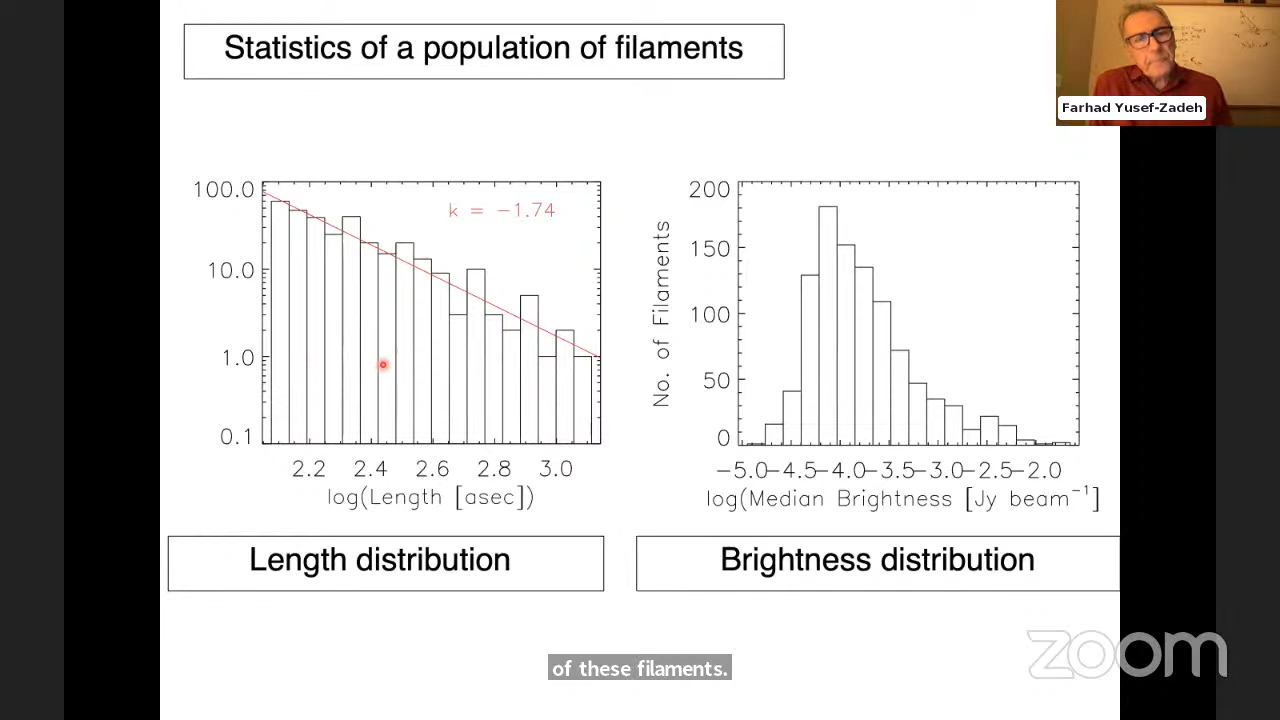 Statistics of a population of filaments
Farhad Yusef-Zadeh
100.0
10.0
1.0
0.1
k = −1.74
2.2 2.4 2.6 2.8 3.0
log(Length [asec])
No. of Filaments
200
150
100
50
0
−5.0−4.5−4.0−3.5−3.0−2.5−2.0
log(Median Brightness [Jy beam⁻¹]
Length distribution
Brightness distribution
zoom
of these filaments.